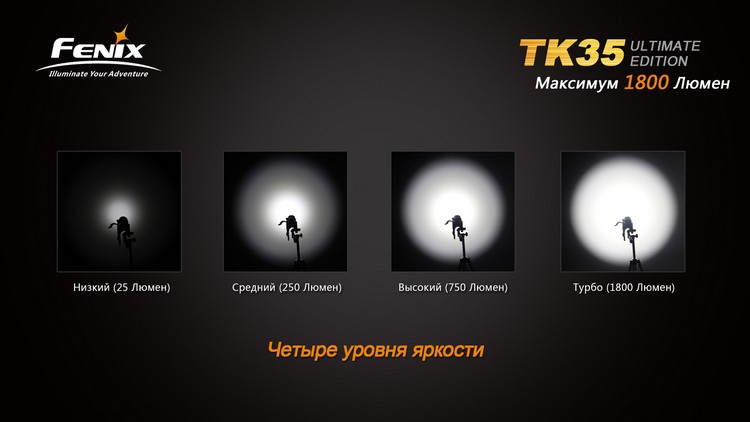 FENIX
Illuminate Your Adventure
TK35 ULTIMATE EDITION
Максимум 1800 Люмен
Низкий (25 Люмен)
Средний (250 Люмен)
Высокий (750 Люмен)
Турбо (1800 Люмен)
Четыре уровня яркости